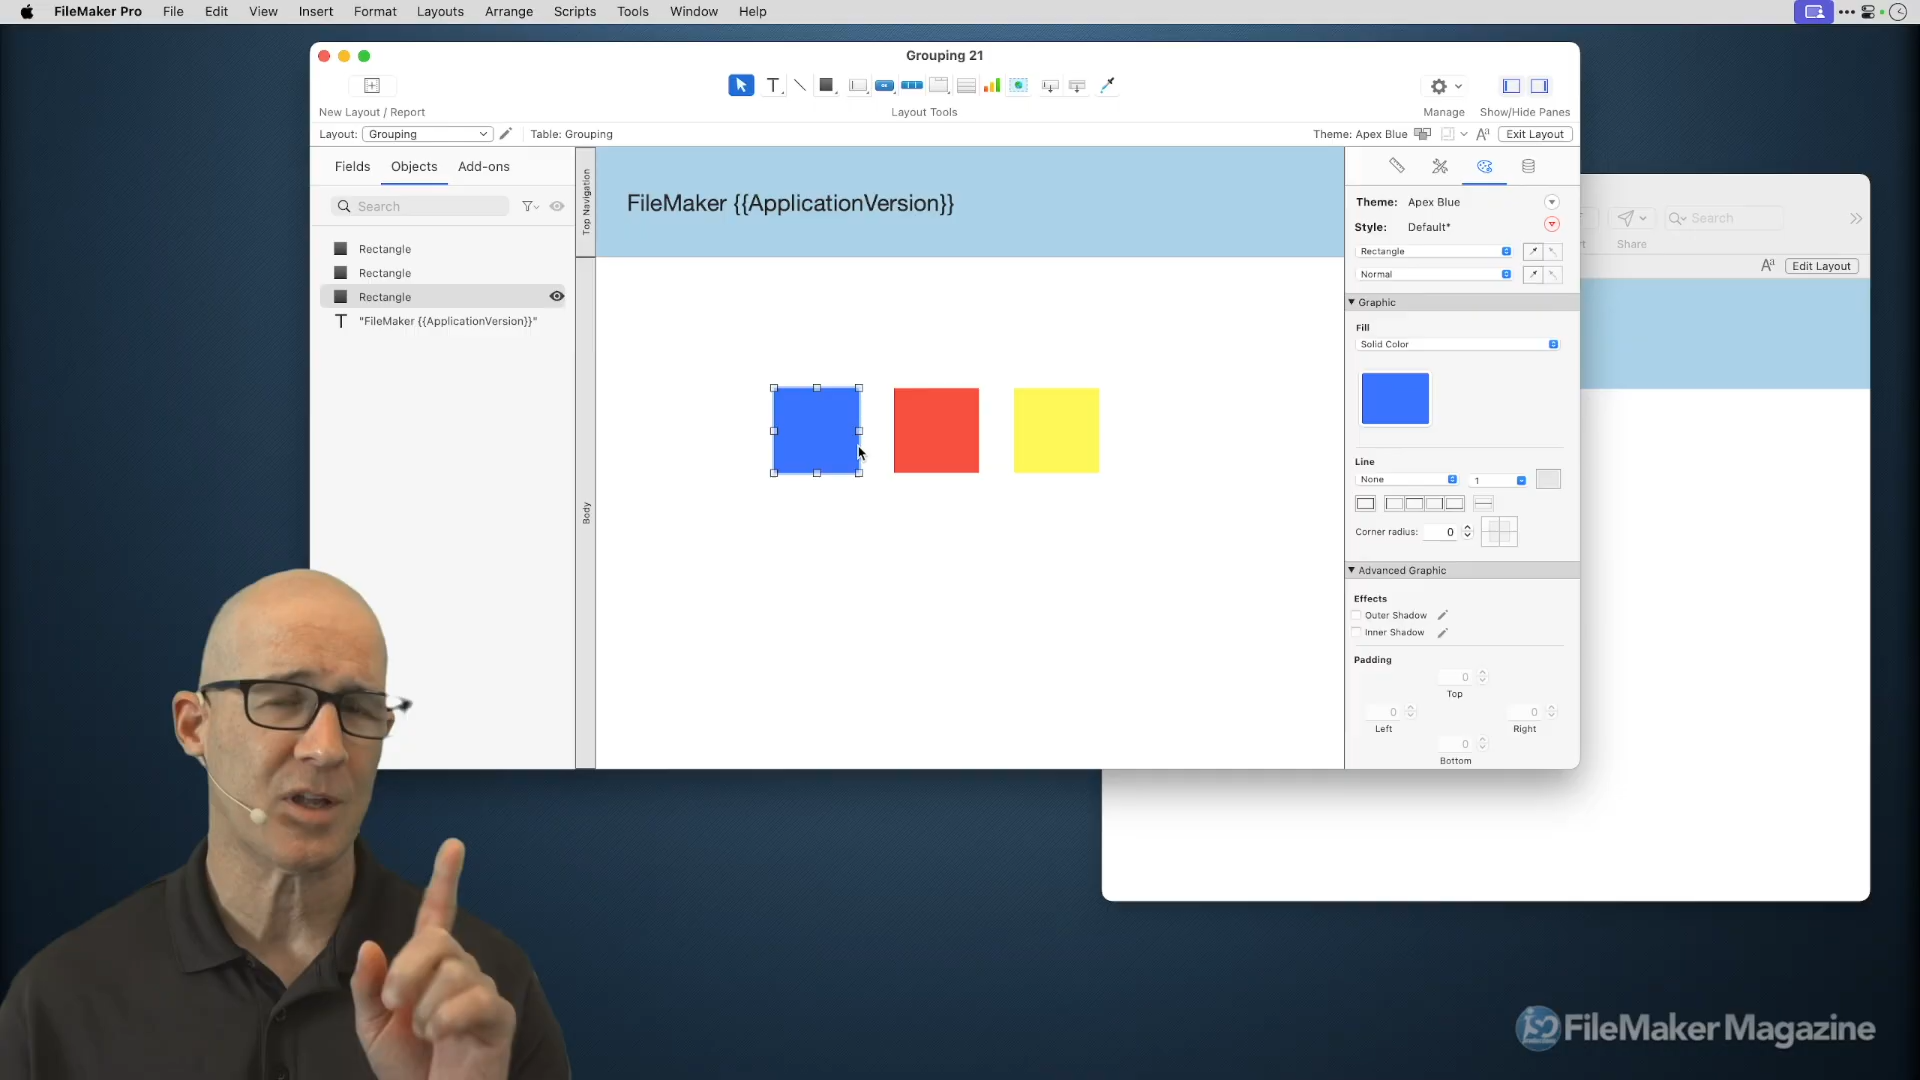 FileMaker Pro File Edit View Insert Format Layouts Arrange Scripts Tools Window Help
Grouping 21
New Layout / Report
Layout Tools
Manage
Show/Hide Panes
Layout: Grouping
Table: Grouping
Theme: Apex Blue
Aa
Exit Layout
Fields Objects Add-ons
Search
Rectangle
Rectangle
Rectangle
T "FileMaker {{ApplicationVersion}}"
Top Navigation
Body
FileMaker {{ApplicationVersion}}
Theme: Apex Blue
Style: Default*
Rectangle
Normal
Graphic
Fill
Solid Color
Line
None 1
Corner radius: 0
Advanced Graphic
Effects
Outer Shadow
Inner Shadow
Padding
0
Top
0 0
Left Right
0
Bottom
Search
Share
Aa
Edit Layout
FileMaker Magazine